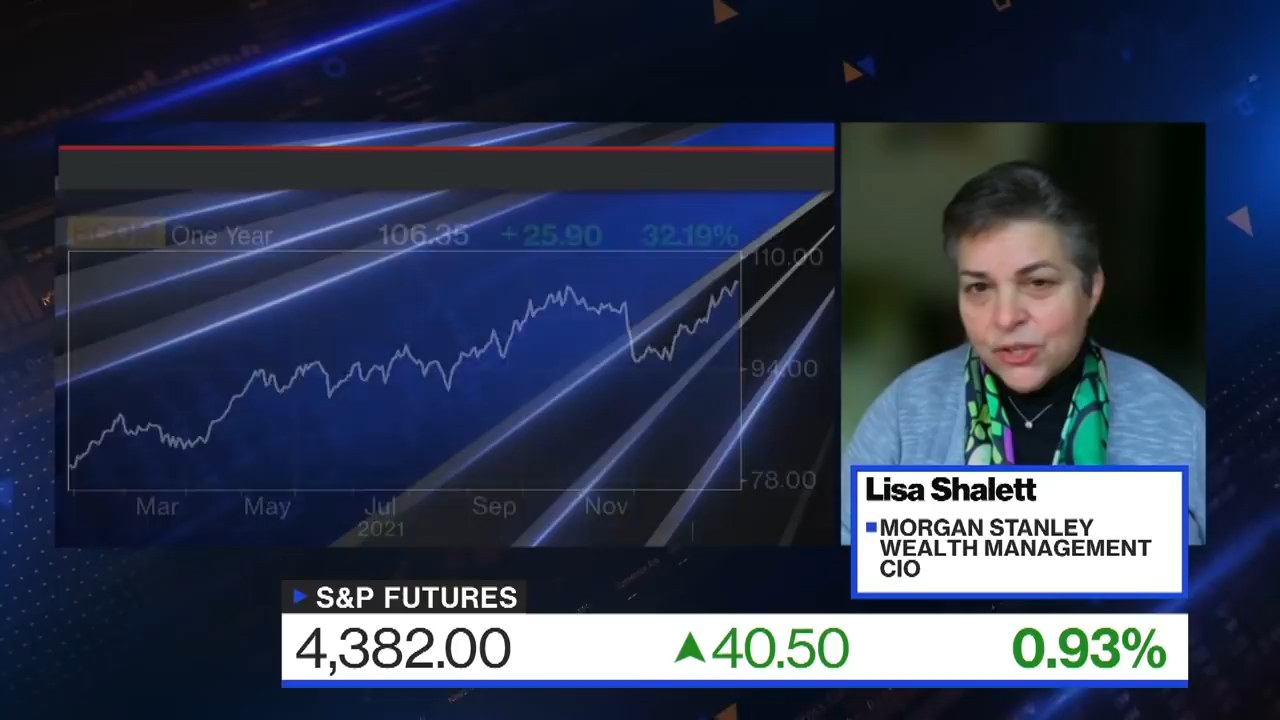 One Year 106.35 +25.90 32.19%
110.00
94.00
78.00
Mar May Jul Sep Nov
2021
Lisa Shalett
MORGAN STANLEY
WEALTH MANAGEMENT
CIO
S&P FUTURES
4,382.00 ▲40.50 0.93%